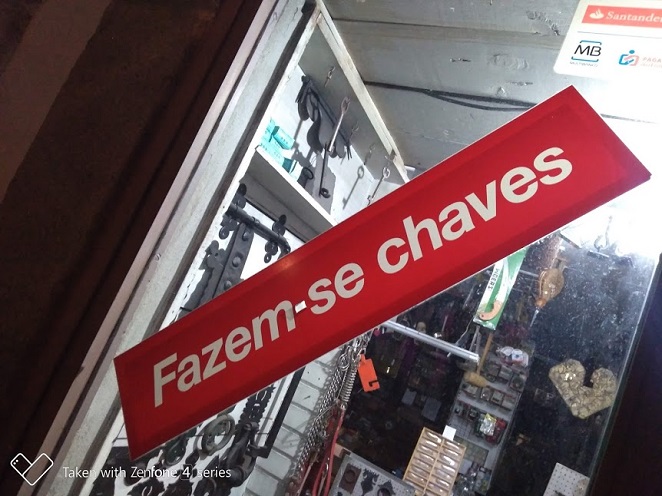 Santander
MB
Fazem-se chaves
Taken with Zenfone 4 series